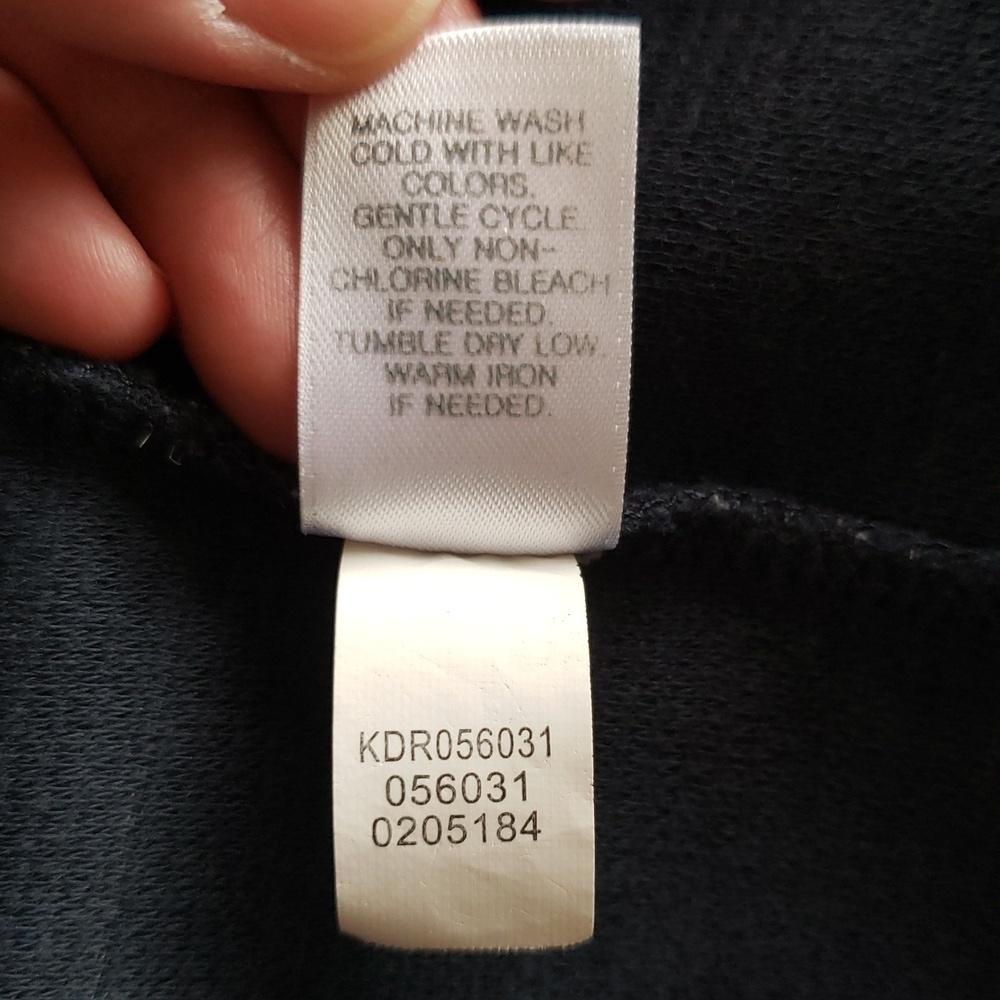 MACHINE WASH
COLD WITH LIKE
COLORS.
GENTLE CYCLE.
ONLY NON-
CHLORINE BLEACH
IF NEEDED.
TUMBLE DRY LOW.
WARM IRON
IF NEEDED.
KDR056031
056031
0205184